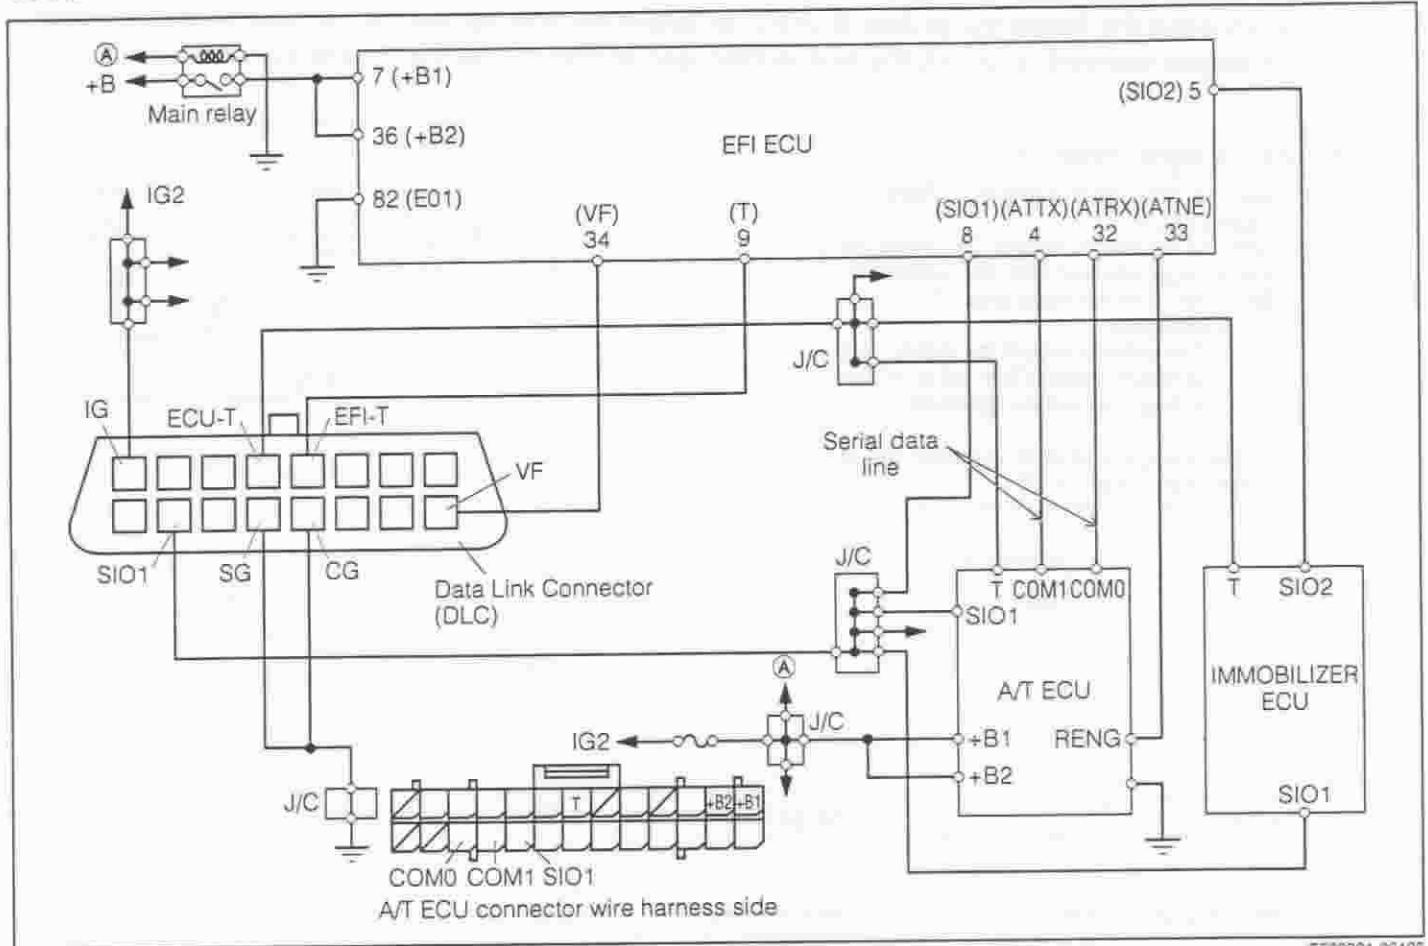 Ⓐ
+B
Main relay
7 (+B1)
36 (+B2)
82 (E01)
EFI ECU
(SIO2) 5
IG2
(VF)
34
(T)
9
(SIO1)(ATTX)(ATRX)(ATNE)
8 4 32 33
J/C
IG
ECU-T
EFI-T
VF
Serial data
line
SIO1
SG
CG
Data Link Connector
(DLC)
J/C
T COM1COM0
SIO1
A/T ECU
+B1
+B2
RENG
T
SIO2
IMMOBILIZER
ECU
SIO1
Ⓐ
J/C
IG2
J/C
T
+B2
+B1
COM0 COM1 SIO1
A/T ECU connector wire harness side